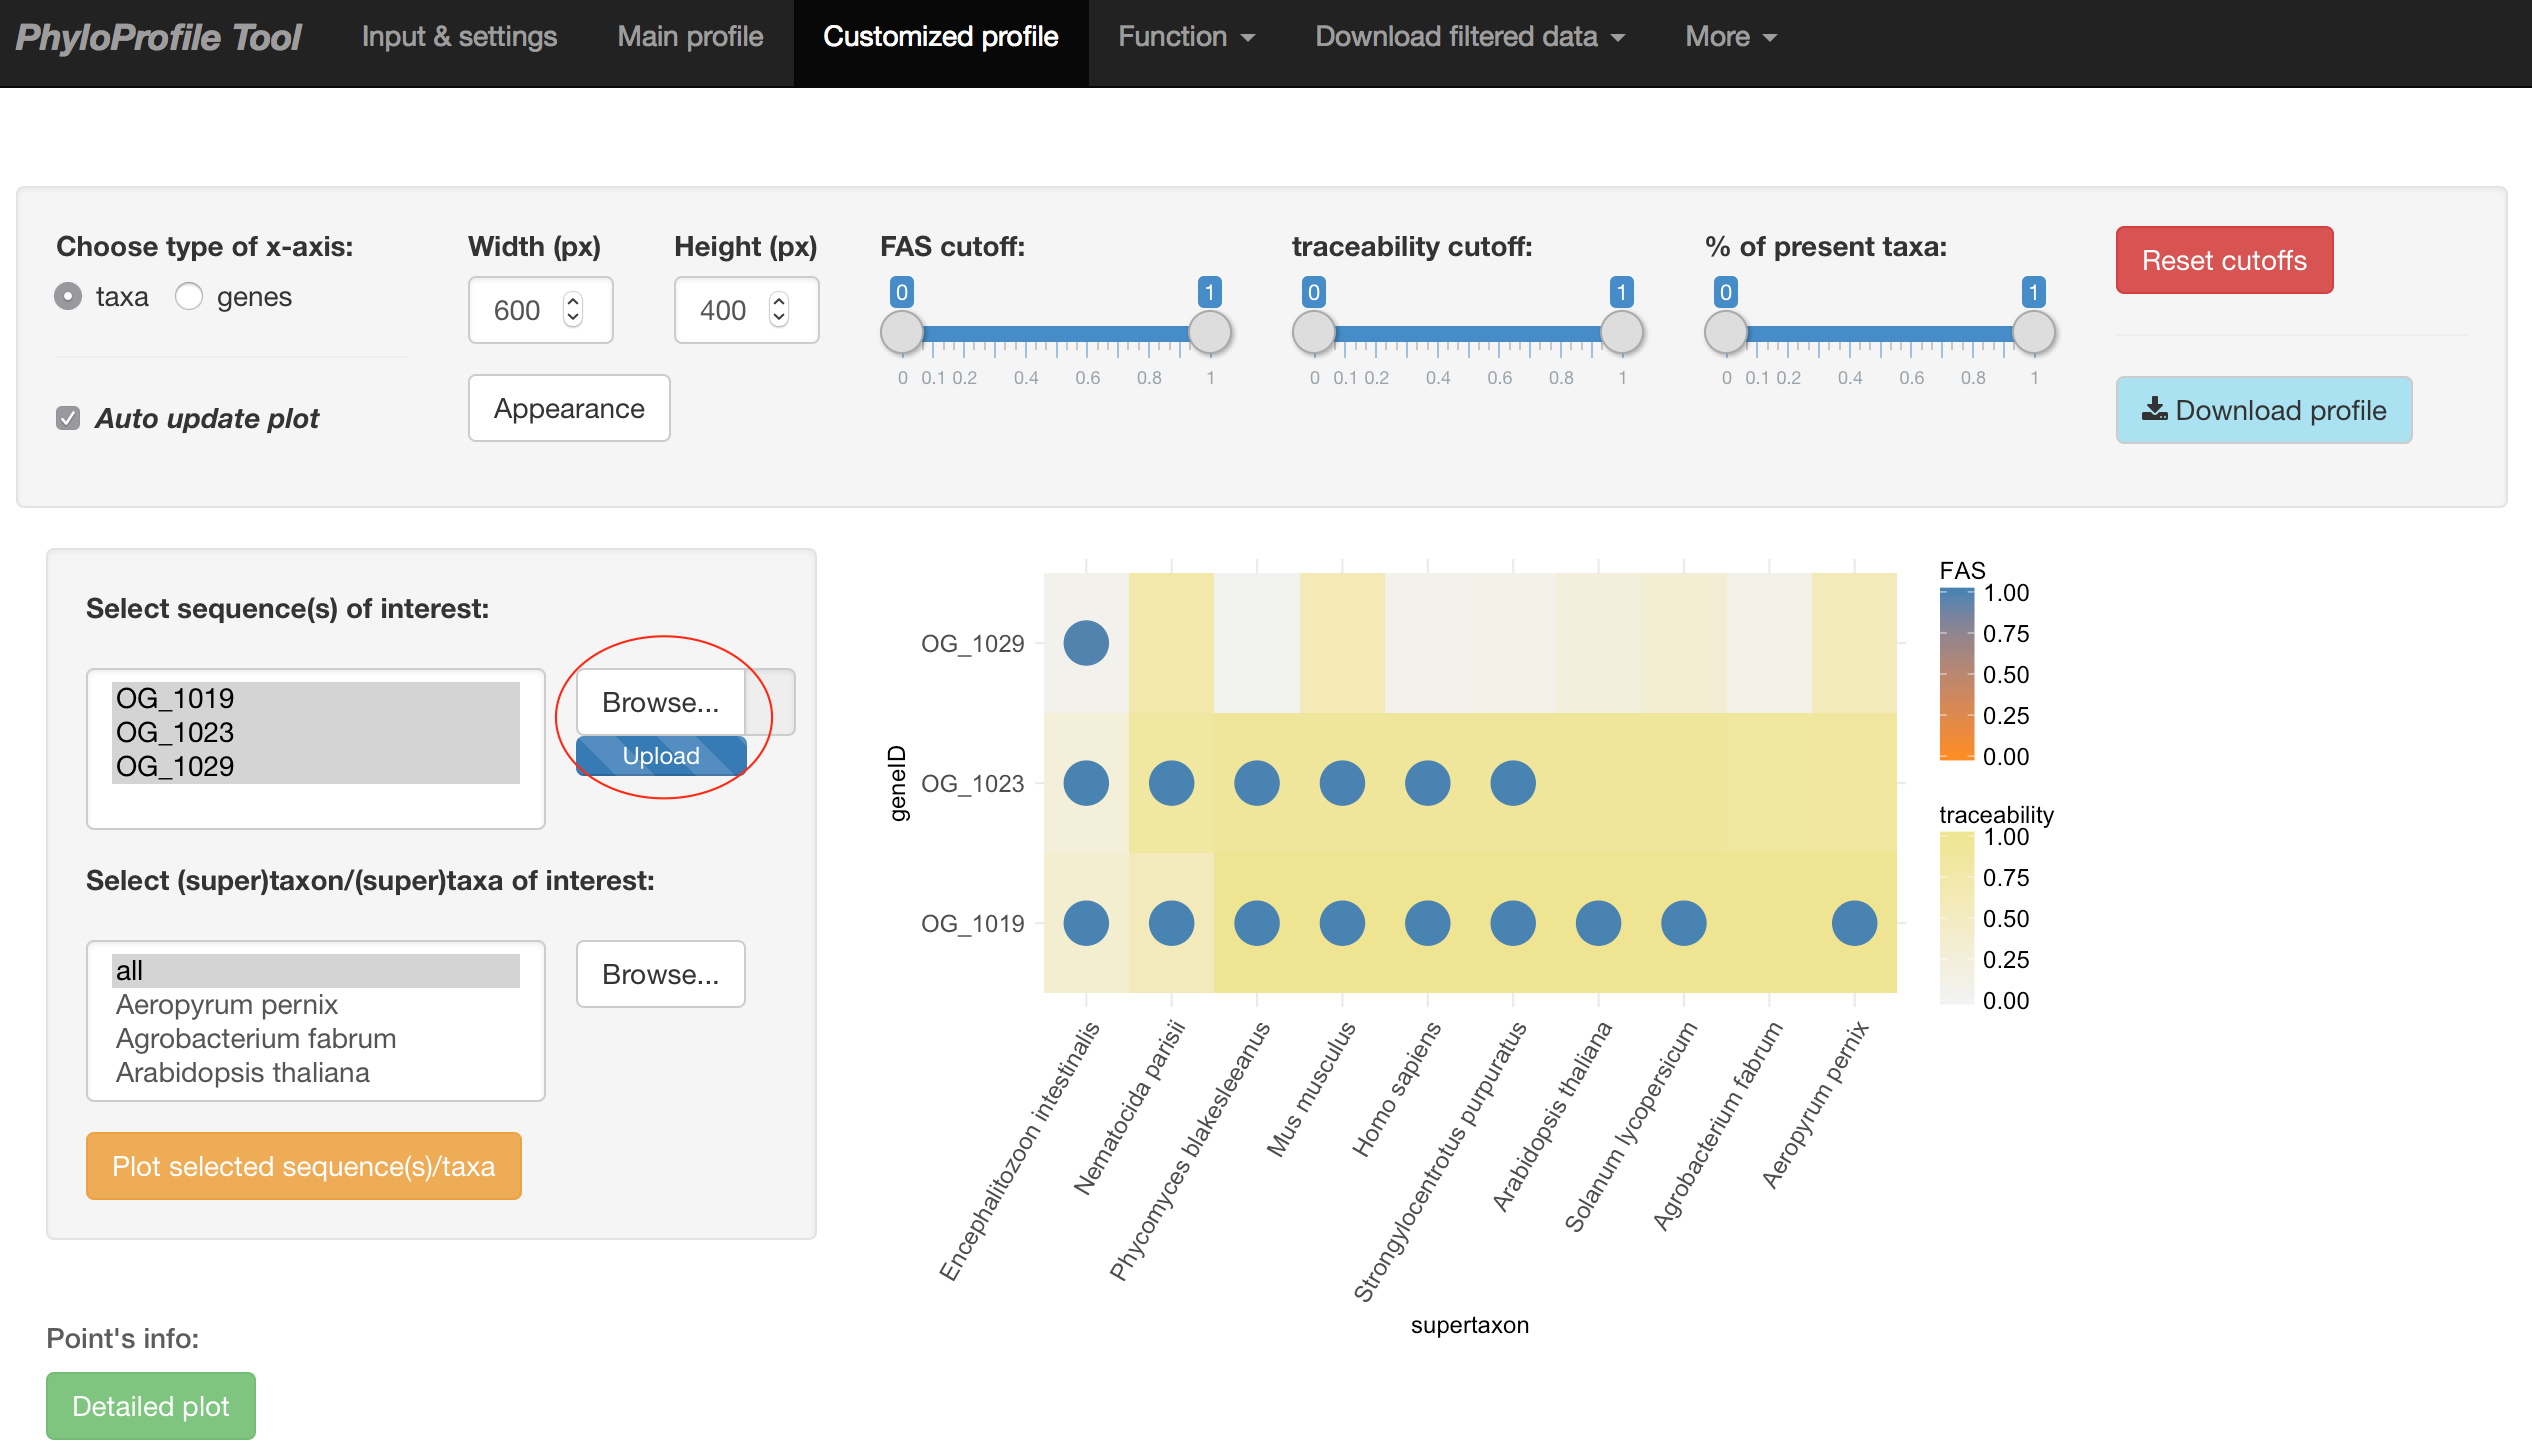 PhyloProfile Tool
Input & settings
Main profile
Customized profile
Function
Download filtered data
More
Choose type of x-axis:
taxa
genes
Auto update plot
Width (px)
600
Height (px)
400
Appearance
FAS cutoff:
0
1
0 0.1 0.2 0.4 0.6 0.8 1
traceability cutoff:
0
1
0 0.1 0.2 0.4 0.6 0.8 1
% of present taxa:
0
1
0 0.1 0.2 0.4 0.6 0.8 1
Reset cutoffs
Download profile
Select sequence(s) of interest:
OG_1019
OG_1023
OG_1029
Browse...
Upload
Select (super)taxon/(super)taxa of interest:
all
Aeropyrum pernix
Agrobacterium fabrum
Arabidopsis thaliana
Browse...
Plot selected sequence(s)/taxa
Point's info:
Detailed plot
geneID
OG_1029
OG_1023
OG_1019
Encephalitozoon intestinalis
Nematocida parisii
Phycomyces blakesleeanus
Mus musculus
Homo sapiens
Strongylocentrotus purpuratus
Arabidopsis thaliana
Solanum lycopersicum
Agrobacterium fabrum
Aeropyrum pernix
supertaxon
FAS
1.00
0.75
0.50
0.25
0.00
traceability
1.00
0.75
0.50
0.25
0.00